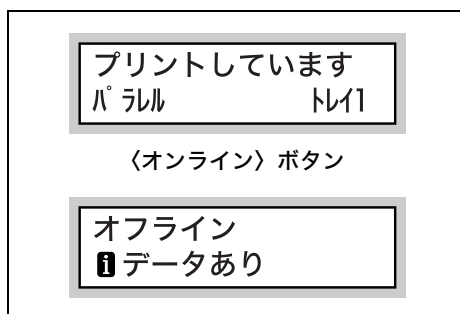 プリントしています
ﾊﾟﾗﾚﾙ ﾄﾚｲ1
〈オンライン〉ボタン
オフライン
i データあり